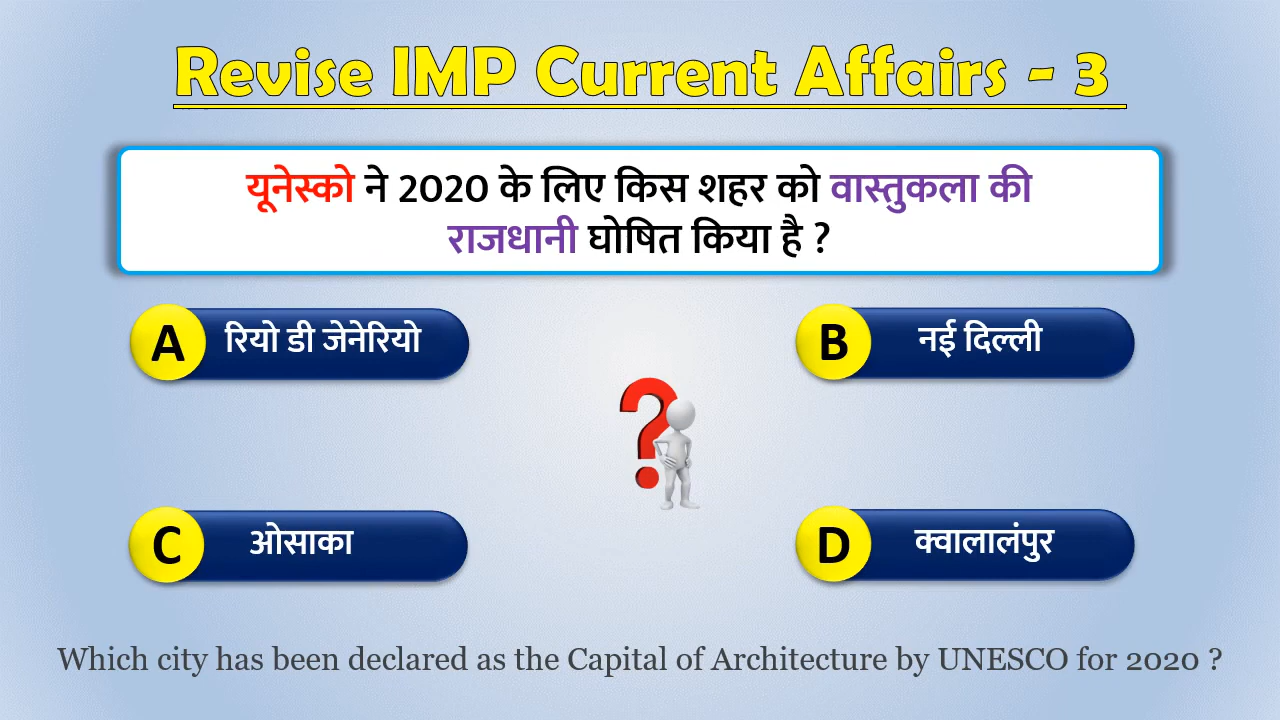 Revise IMP Current Affairs - 3
यूनेस्को ने 2020 के लिए किस शहर को वास्तुकला की
राजधानी घोषित किया है ?
A रियो डी जेनेरियो
B नई दिल्ली
C ओसाका
D क्वालालंपुर
Which city has been declared as the Capital of Architecture by UNESCO for 2020 ?